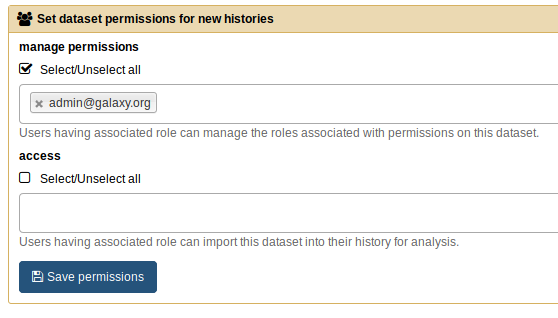 Set dataset permissions for new histories
manage permissions
Select/Unselect all
× admin@galaxy.org
Users having associated role can manage the roles associated with permissions on this dataset.
access
Select/Unselect all
Users having associated role can import this dataset into their history for analysis.
Save permissions